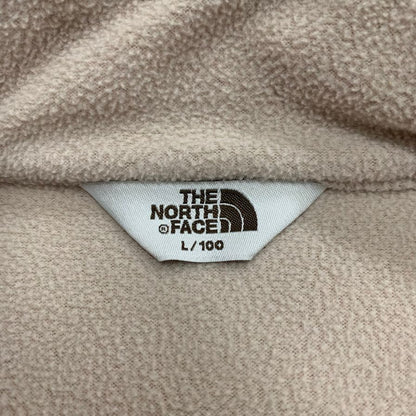 THE
NORTH
® FACE
L/100